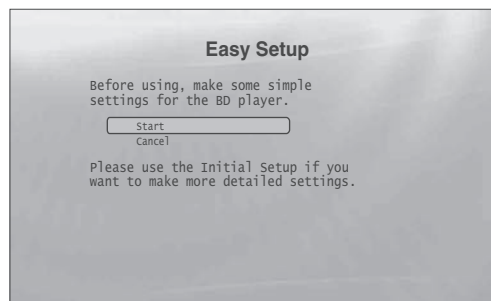 Easy Setup
Before using, make some simple
settings for the BD player.
Start
Cancel
Please use the Initial Setup if you
want to make more detailed settings.